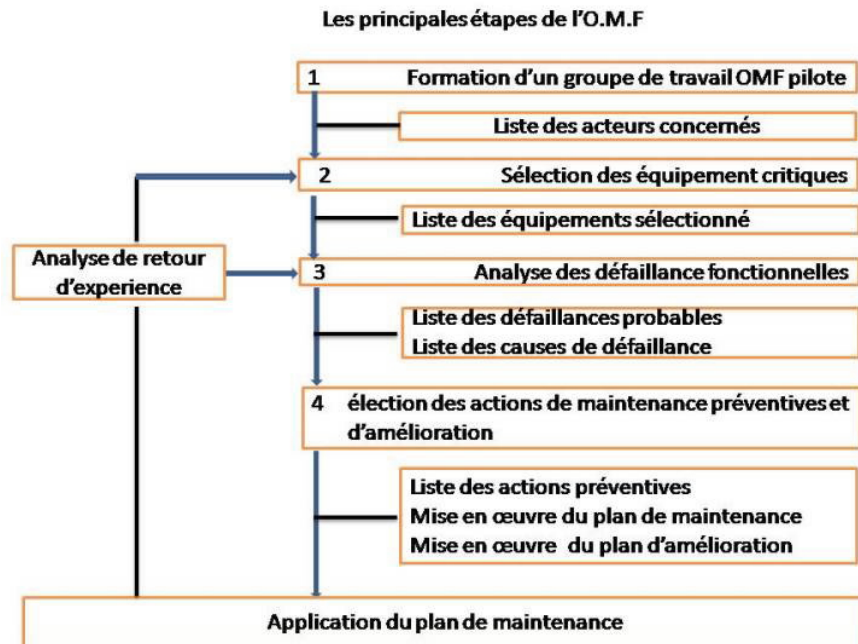 Les principales étapes de l'O.M.F
1 Formation d'un groupe de travail OMF pilote
Liste des acteurs concernés
2 Sélection des équipement critiques
Liste des équipements sélectionné
Analyse de retour
d'experience
3 Analyse des défaillance fonctionnelles
Liste des défaillances probables
Liste des causes de défaillance
4 élection des actions de maintenance préventives et
d'amélioration
Liste des actions préventives
Mise en œuvre du plan de maintenance
Mise en œuvre du plan d'amélioration
Application du plan de maintenance